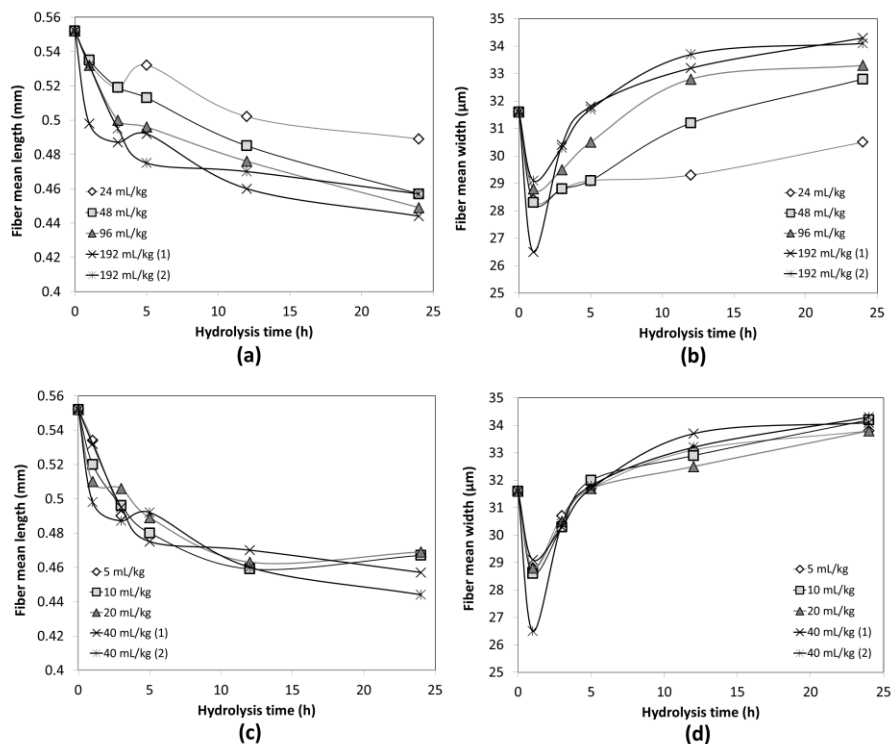 0.56
0.54
0.52
0.5
0.48
0.46
0.44
0.42
0.4
Fiber mean length (mm)
24 mL/kg
48 mL/kg
96 mL/kg
192 mL/kg (1)
192 mL/kg (2)
0 5 10 15 20 25
Hydrolysis time (h)
(a)
35
34
33
32
31
30
29
28
27
26
25
Fiber mean width (µm)
24 mL/kg
48 mL/kg
96 mL/kg
192 mL/kg (1)
192 mL/kg (2)
0 5 10 15 20 25
Hydrolysis time (h)
(b)
0.56
0.54
0.52
0.5
0.48
0.46
0.44
0.42
0.4
Fiber mean length (mm)
5 mL/kg
10 mL/kg
20 mL/kg
40 mL/kg (1)
40 mL/kg (2)
0 5 10 15 20 25
Hydrolysis time (h)
(c)
35
34
33
32
31
30
29
28
27
26
25
Fiber mean width (µm)
5 mL/kg
10 mL/kg
20 mL/kg
40 mL/kg (1)
40 mL/kg (2)
0 5 10 15 20 25
Hydrolysis time (h)
(d)